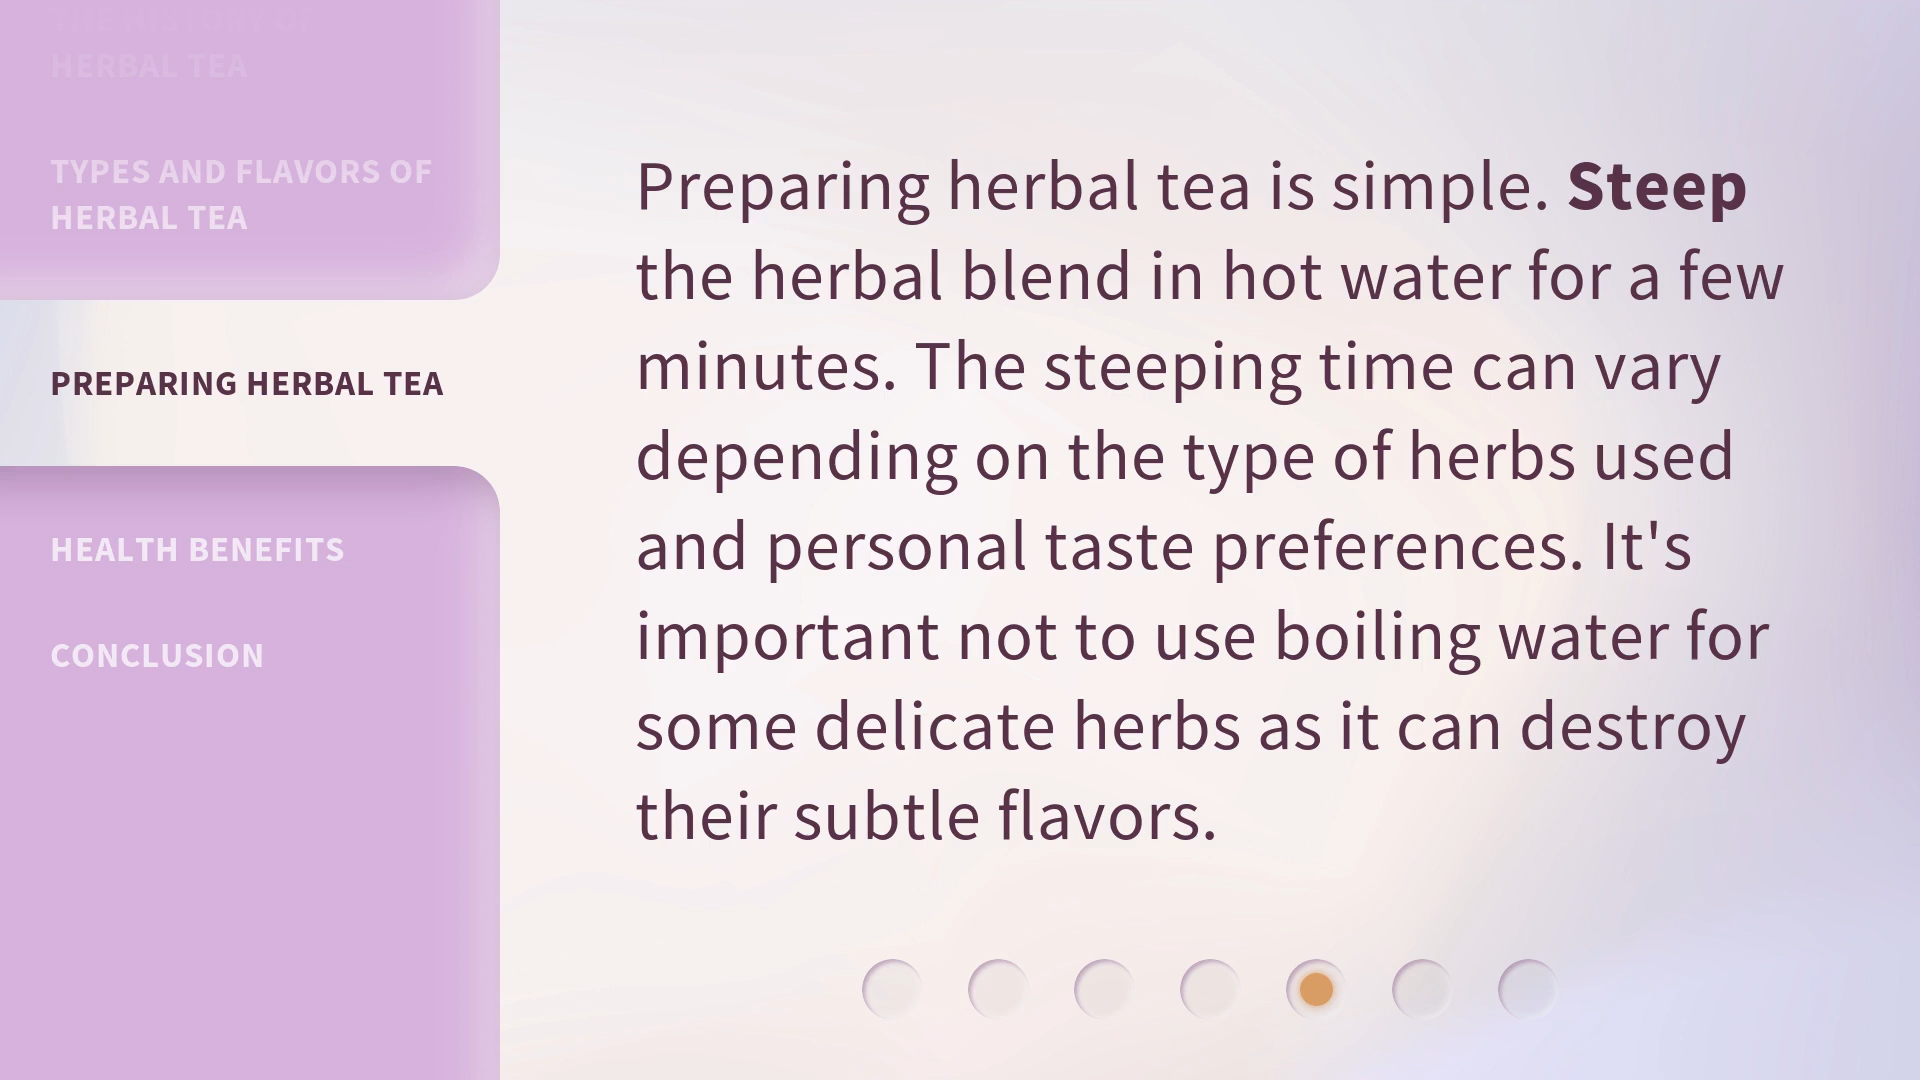 THE HISTORY OF
HERBAL TEA
TYPES AND FLAVORS OF
HERBAL TEA
PREPARING HERBAL TEA
HEALTH BENEFITS
CONCLUSION
Preparing herbal tea is simple. Steep
the herbal blend in hot water for a few
minutes. The steeping time can vary
depending on the type of herbs used
and personal taste preferences. It's
important not to use boiling water for
some delicate herbs as it can destroy
their subtle flavors.